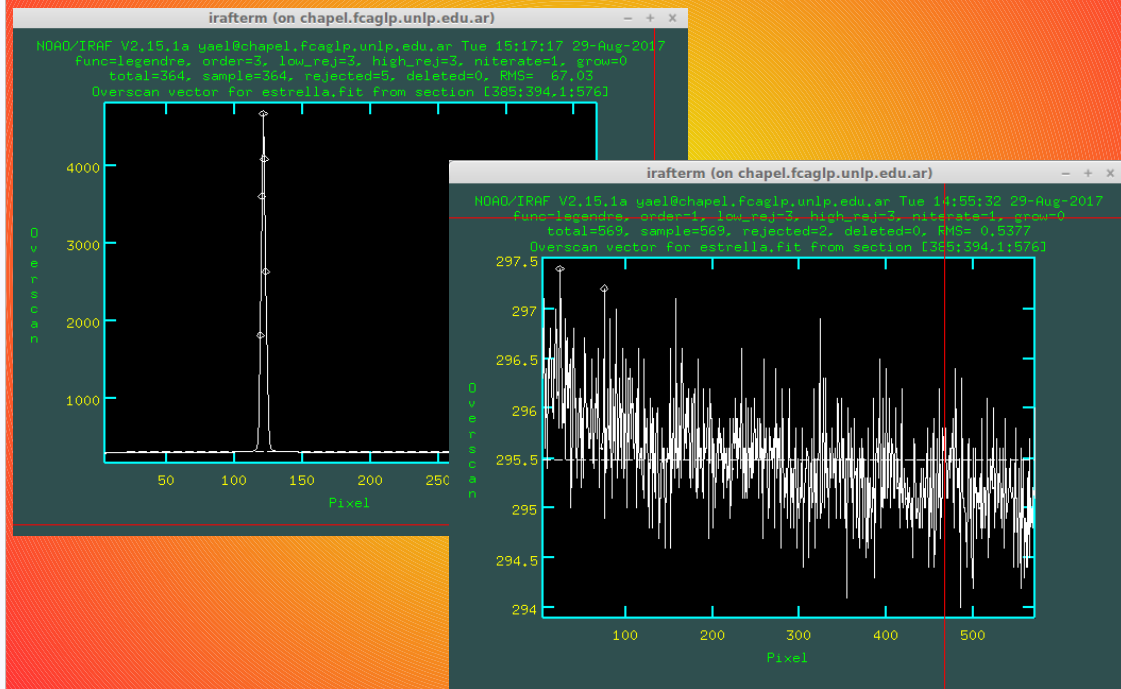 irafterm (on chapel.fcaglp.unlp.edu.ar)
NOAO/IRAF V2.15.1a yael@chapel.fcaglp.unlp.edu.ar Tue 15:17:17 29-Aug-2017
func=legendre, order=3, low_rej=3, high_rej=3, niterate=1, grow=0
total=364, sample=364, rejected=5, deleted=0, RMS= 67.03
Overscan vector for estrella.fit from section [385:394,1:576]
4000
3000
2000
1000
Overscan
50 100 150 200 250
Pixel
irafterm (on chapel.fcaglp.unlp.edu.ar)
NOAO/IRAF V2.15.1a yael@chapel.fcaglp.unlp.edu.ar Tue 14:55:32 29-Aug-2017
func=legendre, order=1, low_rej=3, high_rej=3, niterate=1, grow=0
total=569, sample=569, rejected=2, deleted=0, RMS= 0.5377
Overscan vector for estrella.fit from section [385:394,1:576]
297.5
297
296.5
296
295.5
295
294.5
294
Overscan
100 200 300 400 500
Pixel